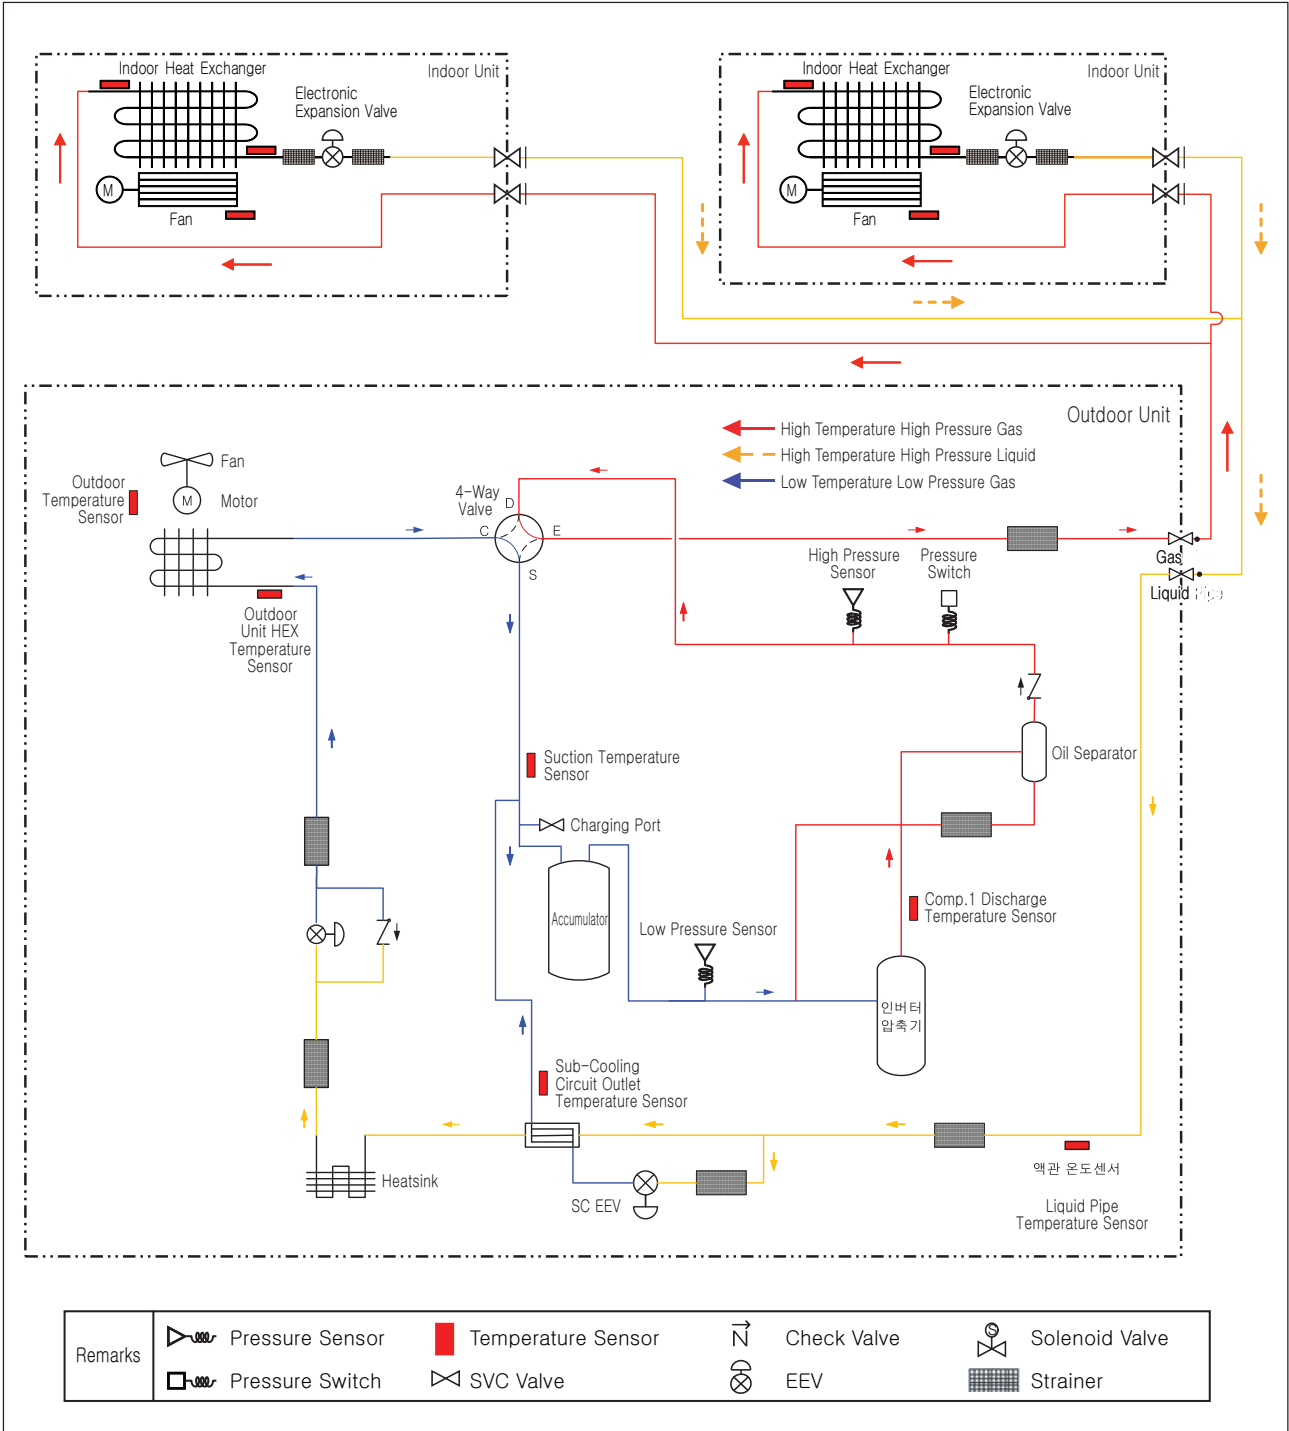 Indoor Heat Exchanger
Indoor Unit
Electronic
Expansion Valve
M
Fan
Indoor Heat Exchanger
Indoor Unit
Electronic
Expansion Valve
M
Fan
Outdoor Unit
High Temperature High Pressure Gas
High Temperature High Pressure Liquid
Low Temperature Low Pressure Gas
Fan
Outdoor
Temperature
Sensor
M
Motor
4-Way
Valve
D
C
E
S
High Pressure
Sensor
Pressure
Switch
Gas
Liquid Pipe
Outdoor
Unit HEX
Temperature
Sensor
Suction Temperature
Sensor
Oil Separator
Charging Port
Accumulator
Low Pressure Sensor
Comp.1 Discharge
Temperature Sensor
인버터
압축기
Sub-Cooling
Circuit Outlet
Temperature Sensor
Heatsink
SC EEV
액관 온도센서
Liquid Pipe
Temperature Sensor
Remarks
Pressure Sensor
Temperature Sensor
N
Check Valve
S
Solenoid Valve
Pressure Switch
SVC Valve
EEV
Strainer